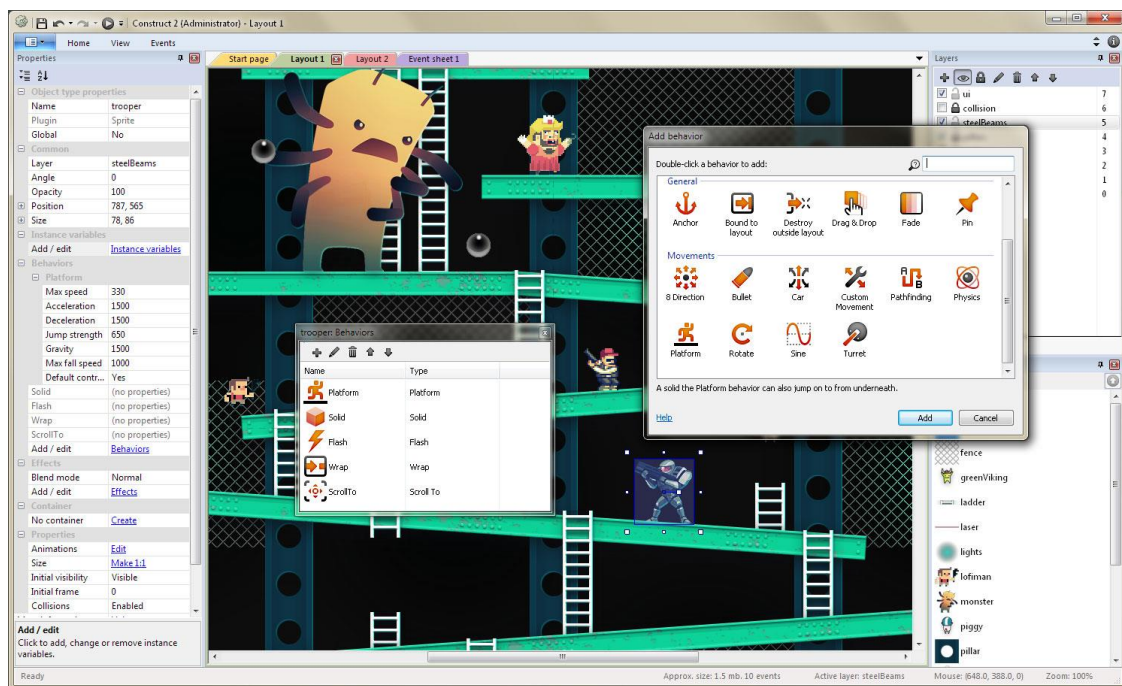 Construct 2 (Administrator) - Layout 1
Home View Events
Properties
Object type properties
Name trooper
Plugin Sprite
Global No
Common
Layer steelBeams
Angle 0
Opacity 100
Position 787, 565
Size 78, 86
Instance variables
Add / edit Instance variables
Behaviors
Platform
Max speed 330
Acceleration 1500
Deceleration 1500
Jump strength 650
Gravity 1500
Max fall speed 1000
Default contr... Yes
Solid (no properties)
Flash (no properties)
Wrap (no properties)
ScrollTo (no properties)
Add / edit Behaviors
Effects
Blend mode Normal
Add / edit Effects
Container
No container Create
Properties
Animations Edit
Size Make 1:1
Initial visibility Visible
Initial frame 0
Collisions Enabled
Add / edit
Click to add, change or remove instance
variables.
Start page Layout 1 Layout 2 Event sheet 1
trooper: Behaviors
Name Type
Platform Platform
Solid Solid
Flash Flash
Wrap Wrap
ScrollTo Scroll To
Add behavior
Double-click a behavior to add:
General
Anchor Bound to layout Destroy outside layout Drag & Drop Fade Pin
Movements
8 Direction Bullet Car Custom Movement Pathfinding Physics
Platform Rotate Sine Turret
A solid the Platform behavior can also jump on to from underneath.
Help Add Cancel
Layers
ui 7
collision 6
steelBeams 5
4
3
2
1
0
fence
greenViking
ladder
laser
lights
lofiman
monster
piggy
pillar
Ready Approx. size: 1.5 mb. 10 events Active layer: steelBeams Mouse: (648.0, 388.0, 0) Zoom: 100%